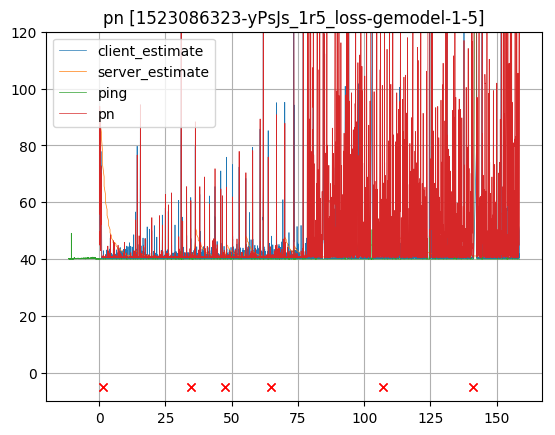 pn [1523086323-yPsJs_1r5_loss-gemodel-1-5]
client_estimate
server_estimate
ping
pn
120
100
80
60
40
20
0
0 25 50 75 100 125 150